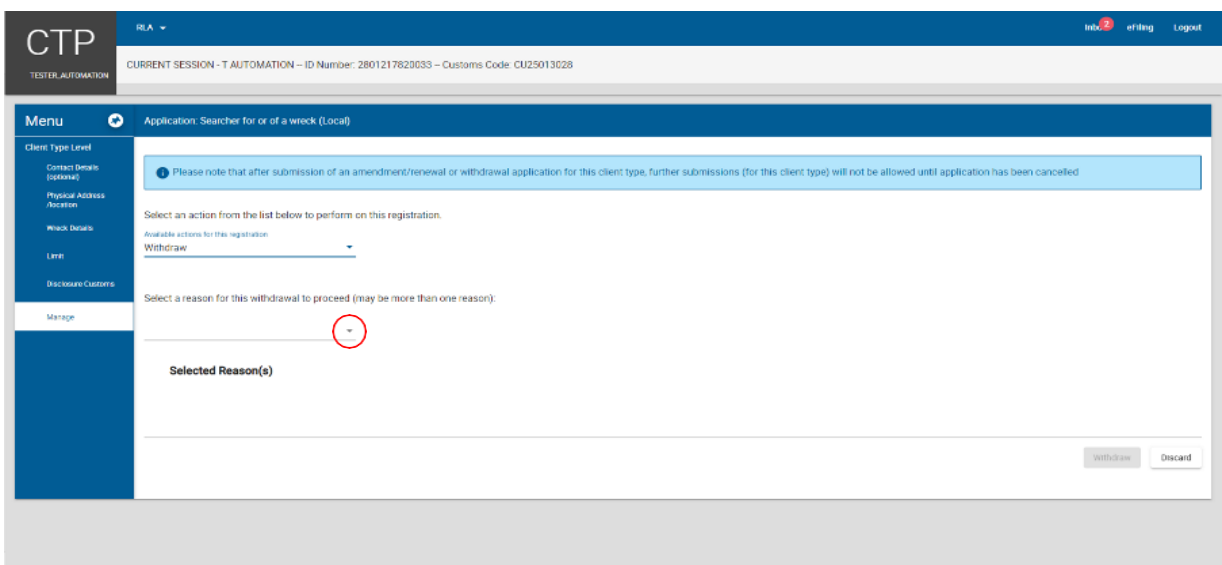 CTP
TESTER, AUTOMATION
RLA
2
eFiling
Logout
CURRENT SESSION - T AUTOMATION – ID Number: 2801217820033 – Customs Code: CU25013028
Menu
Application: Searcher for or of a wreck (Local)
Client Type Level
Contact Details
(optional)
Physical Address
/location
Wreck Details
Limit
Disclosure Customs
Manage
Please note that after submission of an amendment/renewal or withdrawal application for this client type, further submissions (for this client type) will not be allowed until application has been cancelled
Select an action from the list below to perform on this registration.
Available actions for this registration
Withdraw
Select a reason for this withdrawal to proceed (may be more than one reason):
Selected Reason(s)
Withdraw
Discard